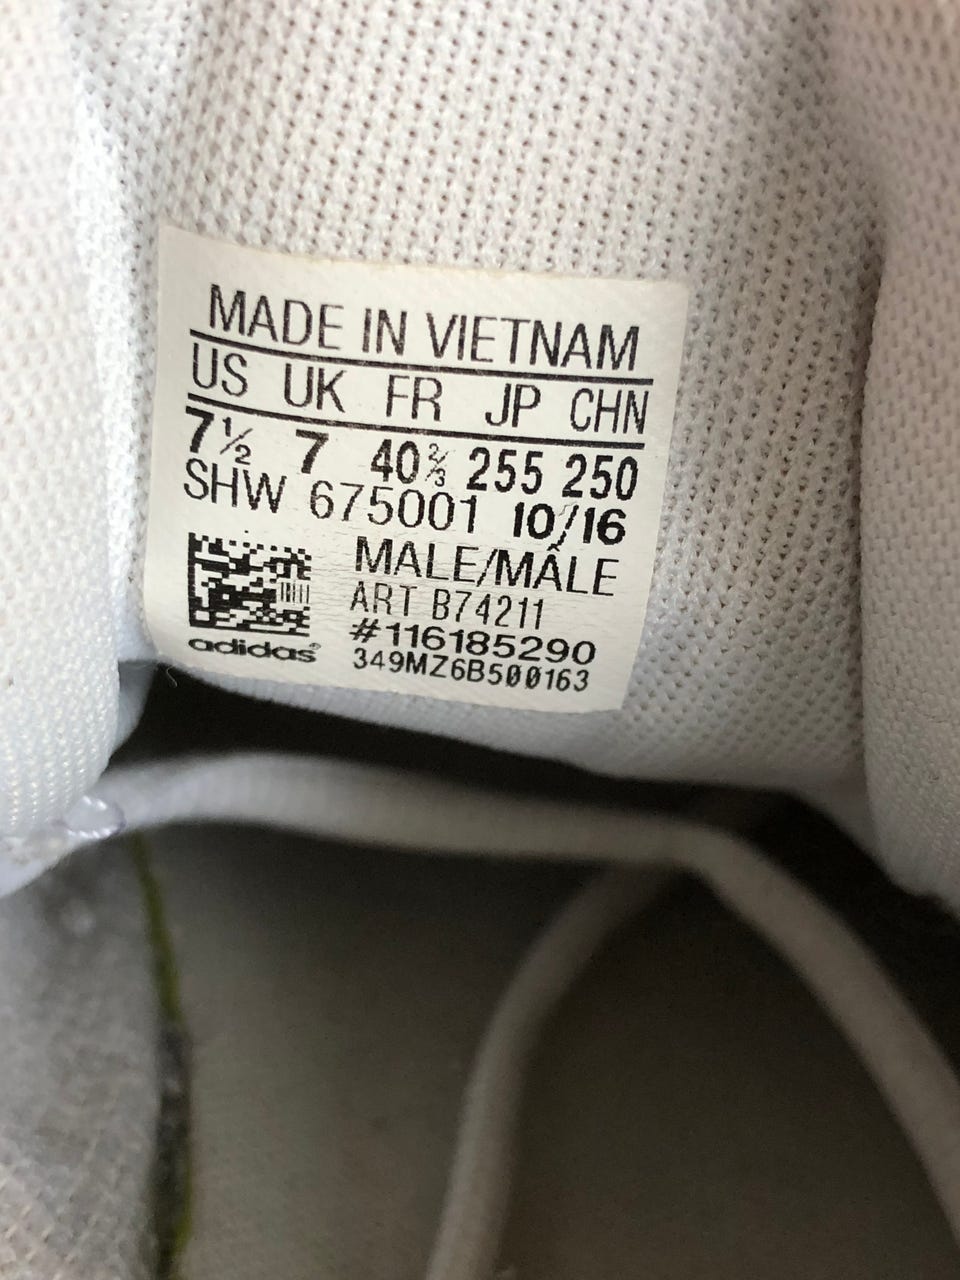 MADE IN VIETNAM
US UK FR JP CHN
7½ 7 40⅔ 255 250
SHW 675001 10/16
MALE/MÂLE
ART B74211
#116185290
adidas® 349MZ6B500163